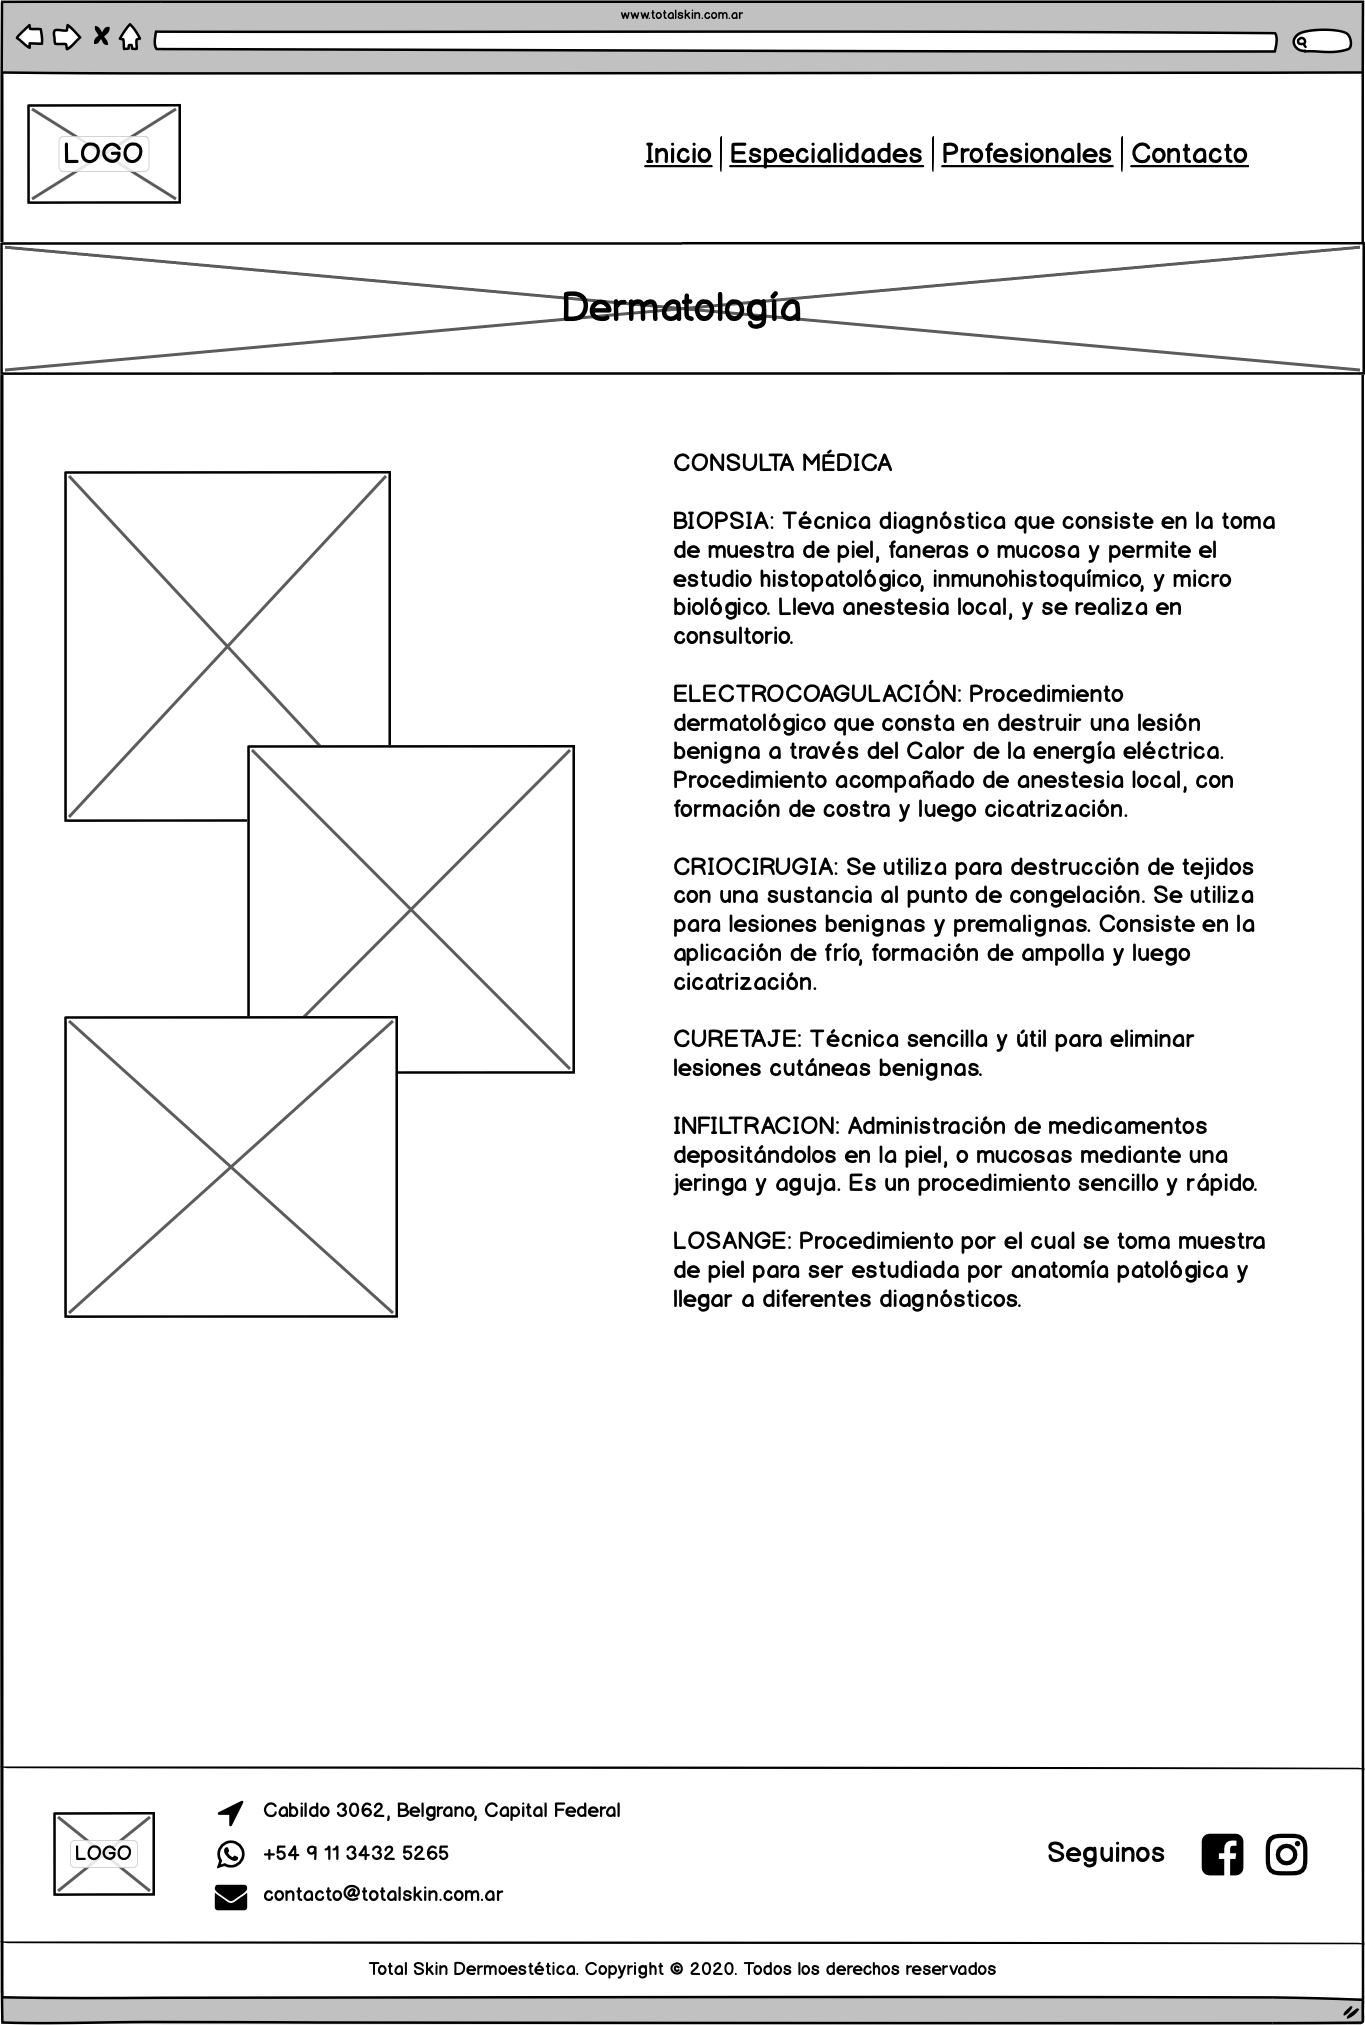 www.totalskin.com.ar
LOGO
Inicio | Especialidades | Profesionales | Contacto
Dermatología
CONSULTA MÉDICA
BIOPSIA: Técnica diagnóstica que consiste en la toma
de muestra de piel, faneras o mucosa y permite el
estudio histopatológico, inmunohistoquímico, y micro
biológico. Lleva anestesia local, y se realiza en
consultorio.
ELECTROCOAGULACIÓN: Procedimiento
dermatológico que consta en destruir una lesión
benigna a través del Calor de la energía eléctrica.
Procedimiento acompañado de anestesia local, con
formación de costra y luego cicatrización.
CRIOCIRUGIA: Se utiliza para destrucción de tejidos
con una sustancia al punto de congelación. Se utiliza
para lesiones benignas y premalignas. Consiste en la
aplicación de frío, formación de ampolla y luego
cicatrización.
CURETAJE: Técnica sencilla y útil para eliminar
lesiones cutáneas benignas.
INFILTRACION: Administración de medicamentos
depositándolos en la piel, o mucosas mediante una
jeringa y aguja. Es un procedimiento sencillo y rápido.
LOSANGE: Procedimiento por el cual se toma muestra
de piel para ser estudiada por anatomía patológica y
llegar a diferentes diagnósticos.
LOGO
Cabildo 3062, Belgrano, Capital Federal
+54 9 11 3432 5265
contacto@totalskin.com.ar
Seguinos
Total Skin Dermoestética. Copyright © 2020. Todos los derechos reservados